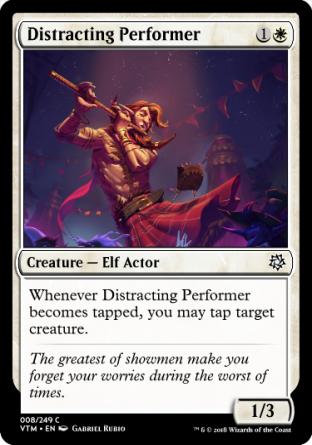 Distracting Performer 1
Creature — Elf Actor
Whenever Distracting Performer
becomes tapped, you may tap target
creature.
The greatest of showmen make you
forget your worries during the worst of
times.
1/3
008/249 C
VTM • EN Gabriel Rubio
™ & © 2018 Wizards of the Coast